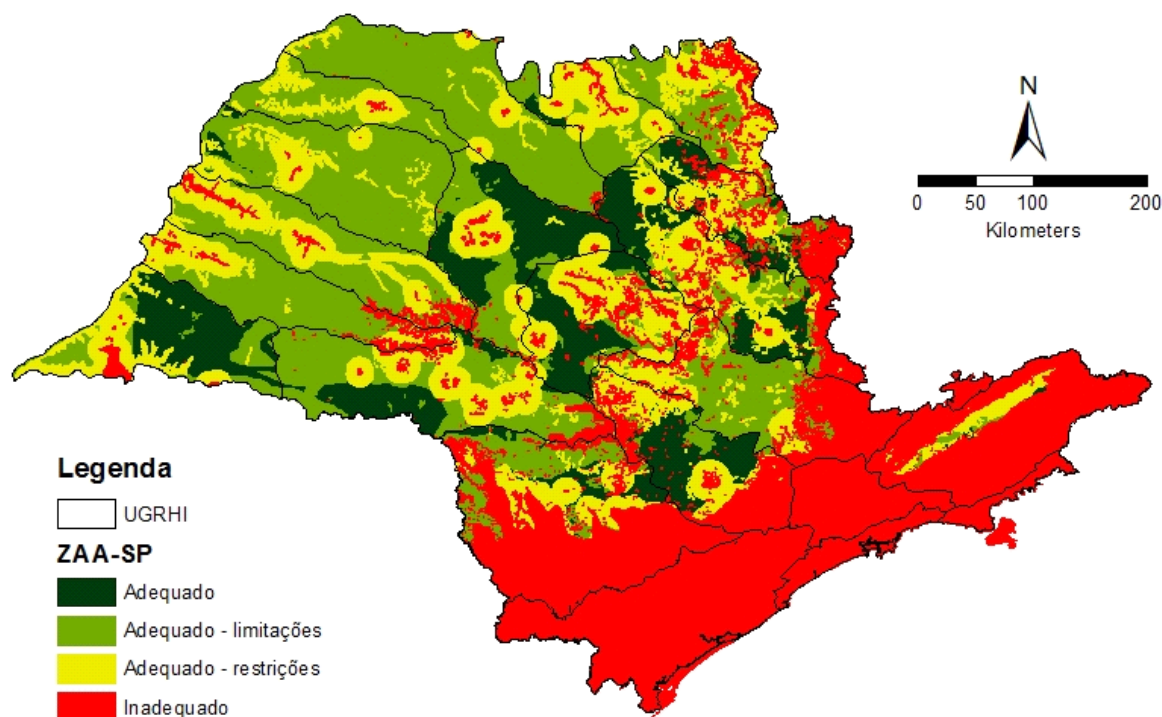 N
0 50 100 200
Kilometers
Legenda
UGRHI
ZAA-SP
Adequado
Adequado - limitações
Adequado - restrições
Inadequado